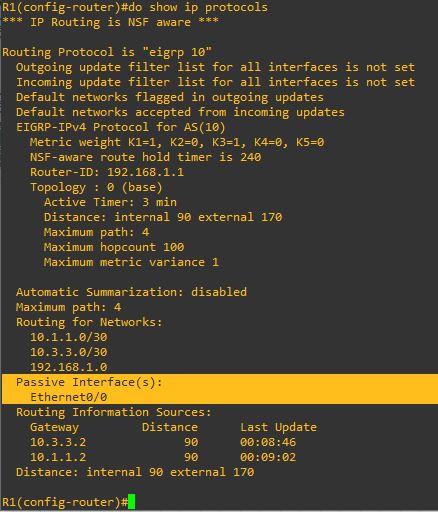 R1(config-router)#do show ip protocols
*** IP Routing is NSF aware ***
Routing Protocol is "eigrp 10"
Outgoing update filter list for all interfaces is not set
Incoming update filter list for all interfaces is not set
Default networks flagged in outgoing updates
Default networks accepted from incoming updates
EIGRP-IPv4 Protocol for AS(10)
Metric weight K1=1, K2=0, K3=1, K4=0, K5=0
NSF-aware route hold timer is 240
Router-ID: 192.168.1.1
Topology : 0 (base)
Active Timer: 3 min
Distance: internal 90 external 170
Maximum path: 4
Maximum hopcount 100
Maximum metric variance 1
Automatic Summarization: disabled
Maximum path: 4
Routing for Networks:
10.1.1.0/30
10.3.3.0/30
192.168.1.0
Passive Interface(s):
Ethernet0/0
Routing Information Sources:
Gateway Distance Last Update
10.3.3.2 90 00:08:46
10.1.1.2 90 00:09:02
Distance: internal 90 external 170
R1(config-router)#